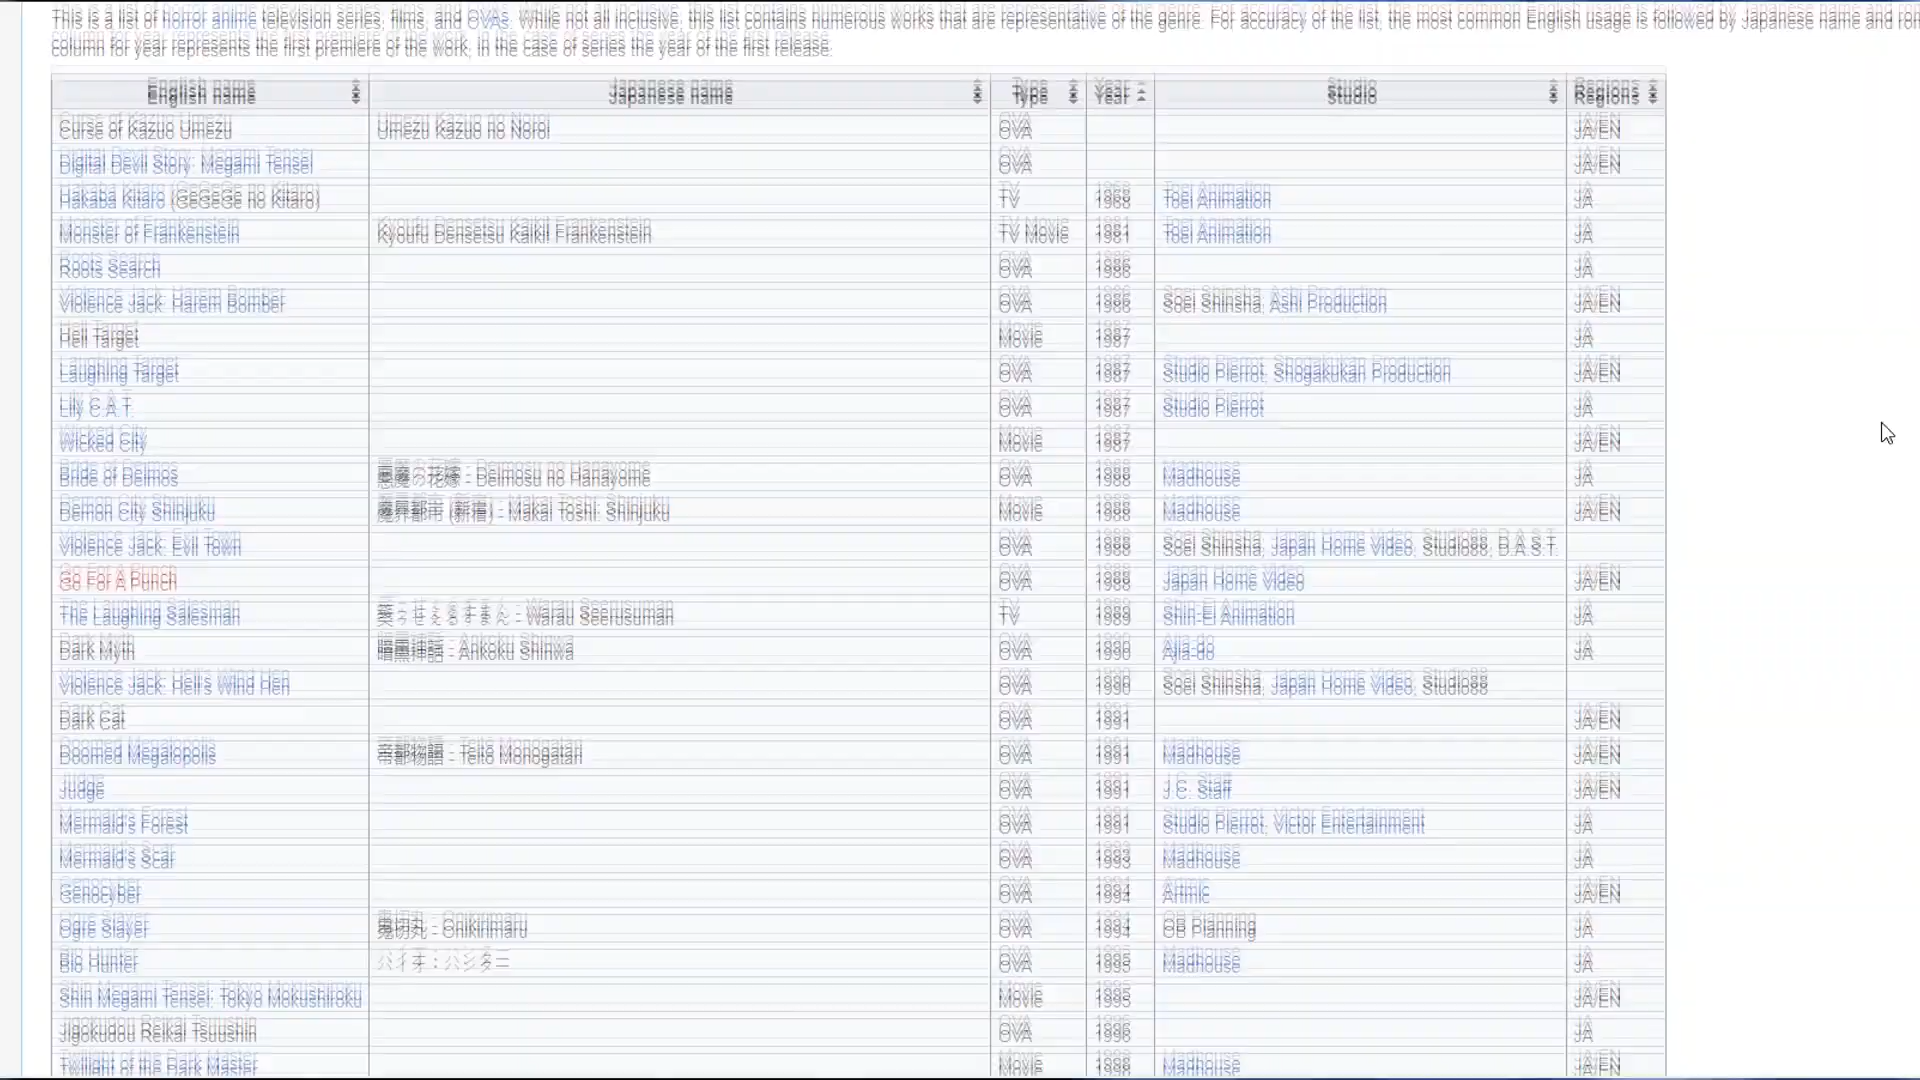 This is a list of horror anime television series, films, and OVAs. While not all inclusive, this list contains numerous works that are representative of the genre. For accuracy of the list, the most common English usage is followed by Japanese name and
column for year represents the first premiere of the work, in the case of series the year of the first release.
English name Japanese name Type Year Studio Regions
Curse of Kazuo Umezu Umezu Kazuo no Noroi OVA JA/EN
Digital Devil Story: Megami Tensei OVA JA/EN
Hakaba Kitaro (GeGeGe no Kitaro) TV 1968 Toei Animation JA
Monster of Frankenstein Kyoufu Densetsu Kaiki! Frankenstein TV Movie 1981 Toei Animation JA
Roots Search OVA 1986 JA
Violence Jack: Harem Bomber OVA 1986 Soei Shinsha, Ashi Production JA/EN
Hell Target Movie 1987 JA
Laughing Target OVA 1987 Studio Pierrot, Shogakukan Production JA/EN
Lily C.A.T. OVA 1987 Studio Pierrot JA
Wicked City Movie 1987 JA/EN
Bride of Deimos 悪魔の花嫁 - Deimosu no Hanayome OVA 1988 Madhouse JA
Demon City Shinjuku 魔界都市 (新宿) - Makai Toshi: Shinjuku Movie 1988 Madhouse JA/EN
Violence Jack: Evil Town OVA 1988 Soei Shinsha, Japan Home Video, Studio88, D.A.S.T.
Go For A Punch OVA 1988 Japan Home Video JA/EN
The Laughing Salesman 笑ゥせぇるすまん - Warau Seerusuman TV 1989 Shin-Ei Animation JA
Dark Myth 暗黒神話 - Ankoku Shinwa OVA 1990 Ajia-do JA
Violence Jack: Hell's Wind Hen OVA 1990 Soei Shinsha, Japan Home Video, Studio88
Dark Cat OVA 1991 JA/EN
Doomed Megalopolis 帝都物語 - Teito Monogatari OVA 1991 Madhouse JA/EN
Judge OVA 1991 J.C. Staff JA/EN
Mermaid's Forest OVA 1991 Studio Pierrot, Victor Entertainment JA
Mermaid's Scar OVA 1993 Madhouse JA
Genocyber OVA 1994 Artmic JA/EN
Ogre Slayer 鬼切丸 - Onikirimaru OVA 1994 OB Planning JA
Bio Hunter バイオ・ハンター OVA 1995 Madhouse JA
Shin Megami Tensei: Tokyo Mokushiroku Movie 1995 JA/EN
Jigokudou Reikai Tsuushin OVA 1996 JA
Twilight of the Dark Master Movie 1998 Madhouse JA/EN